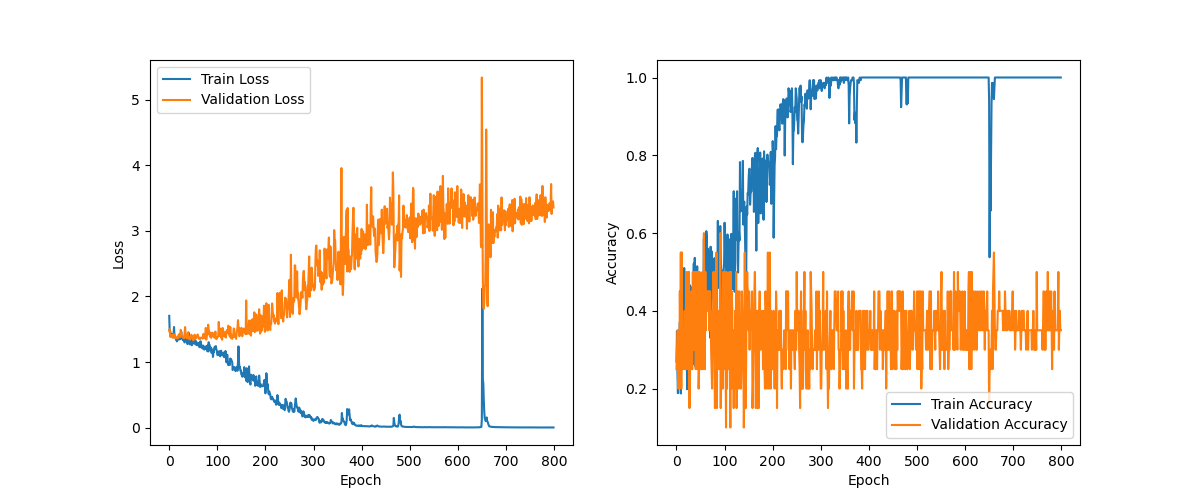 Train Loss
Validation Loss
5
4
3
2
1
0
Loss
0 100 200 300 400 500 600 700 800
Epoch
1.0
0.8
0.6
0.4
0.2
Accuracy
Train Accuracy
Validation Accuracy
0 100 200 300 400 500 600 700 800
Epoch